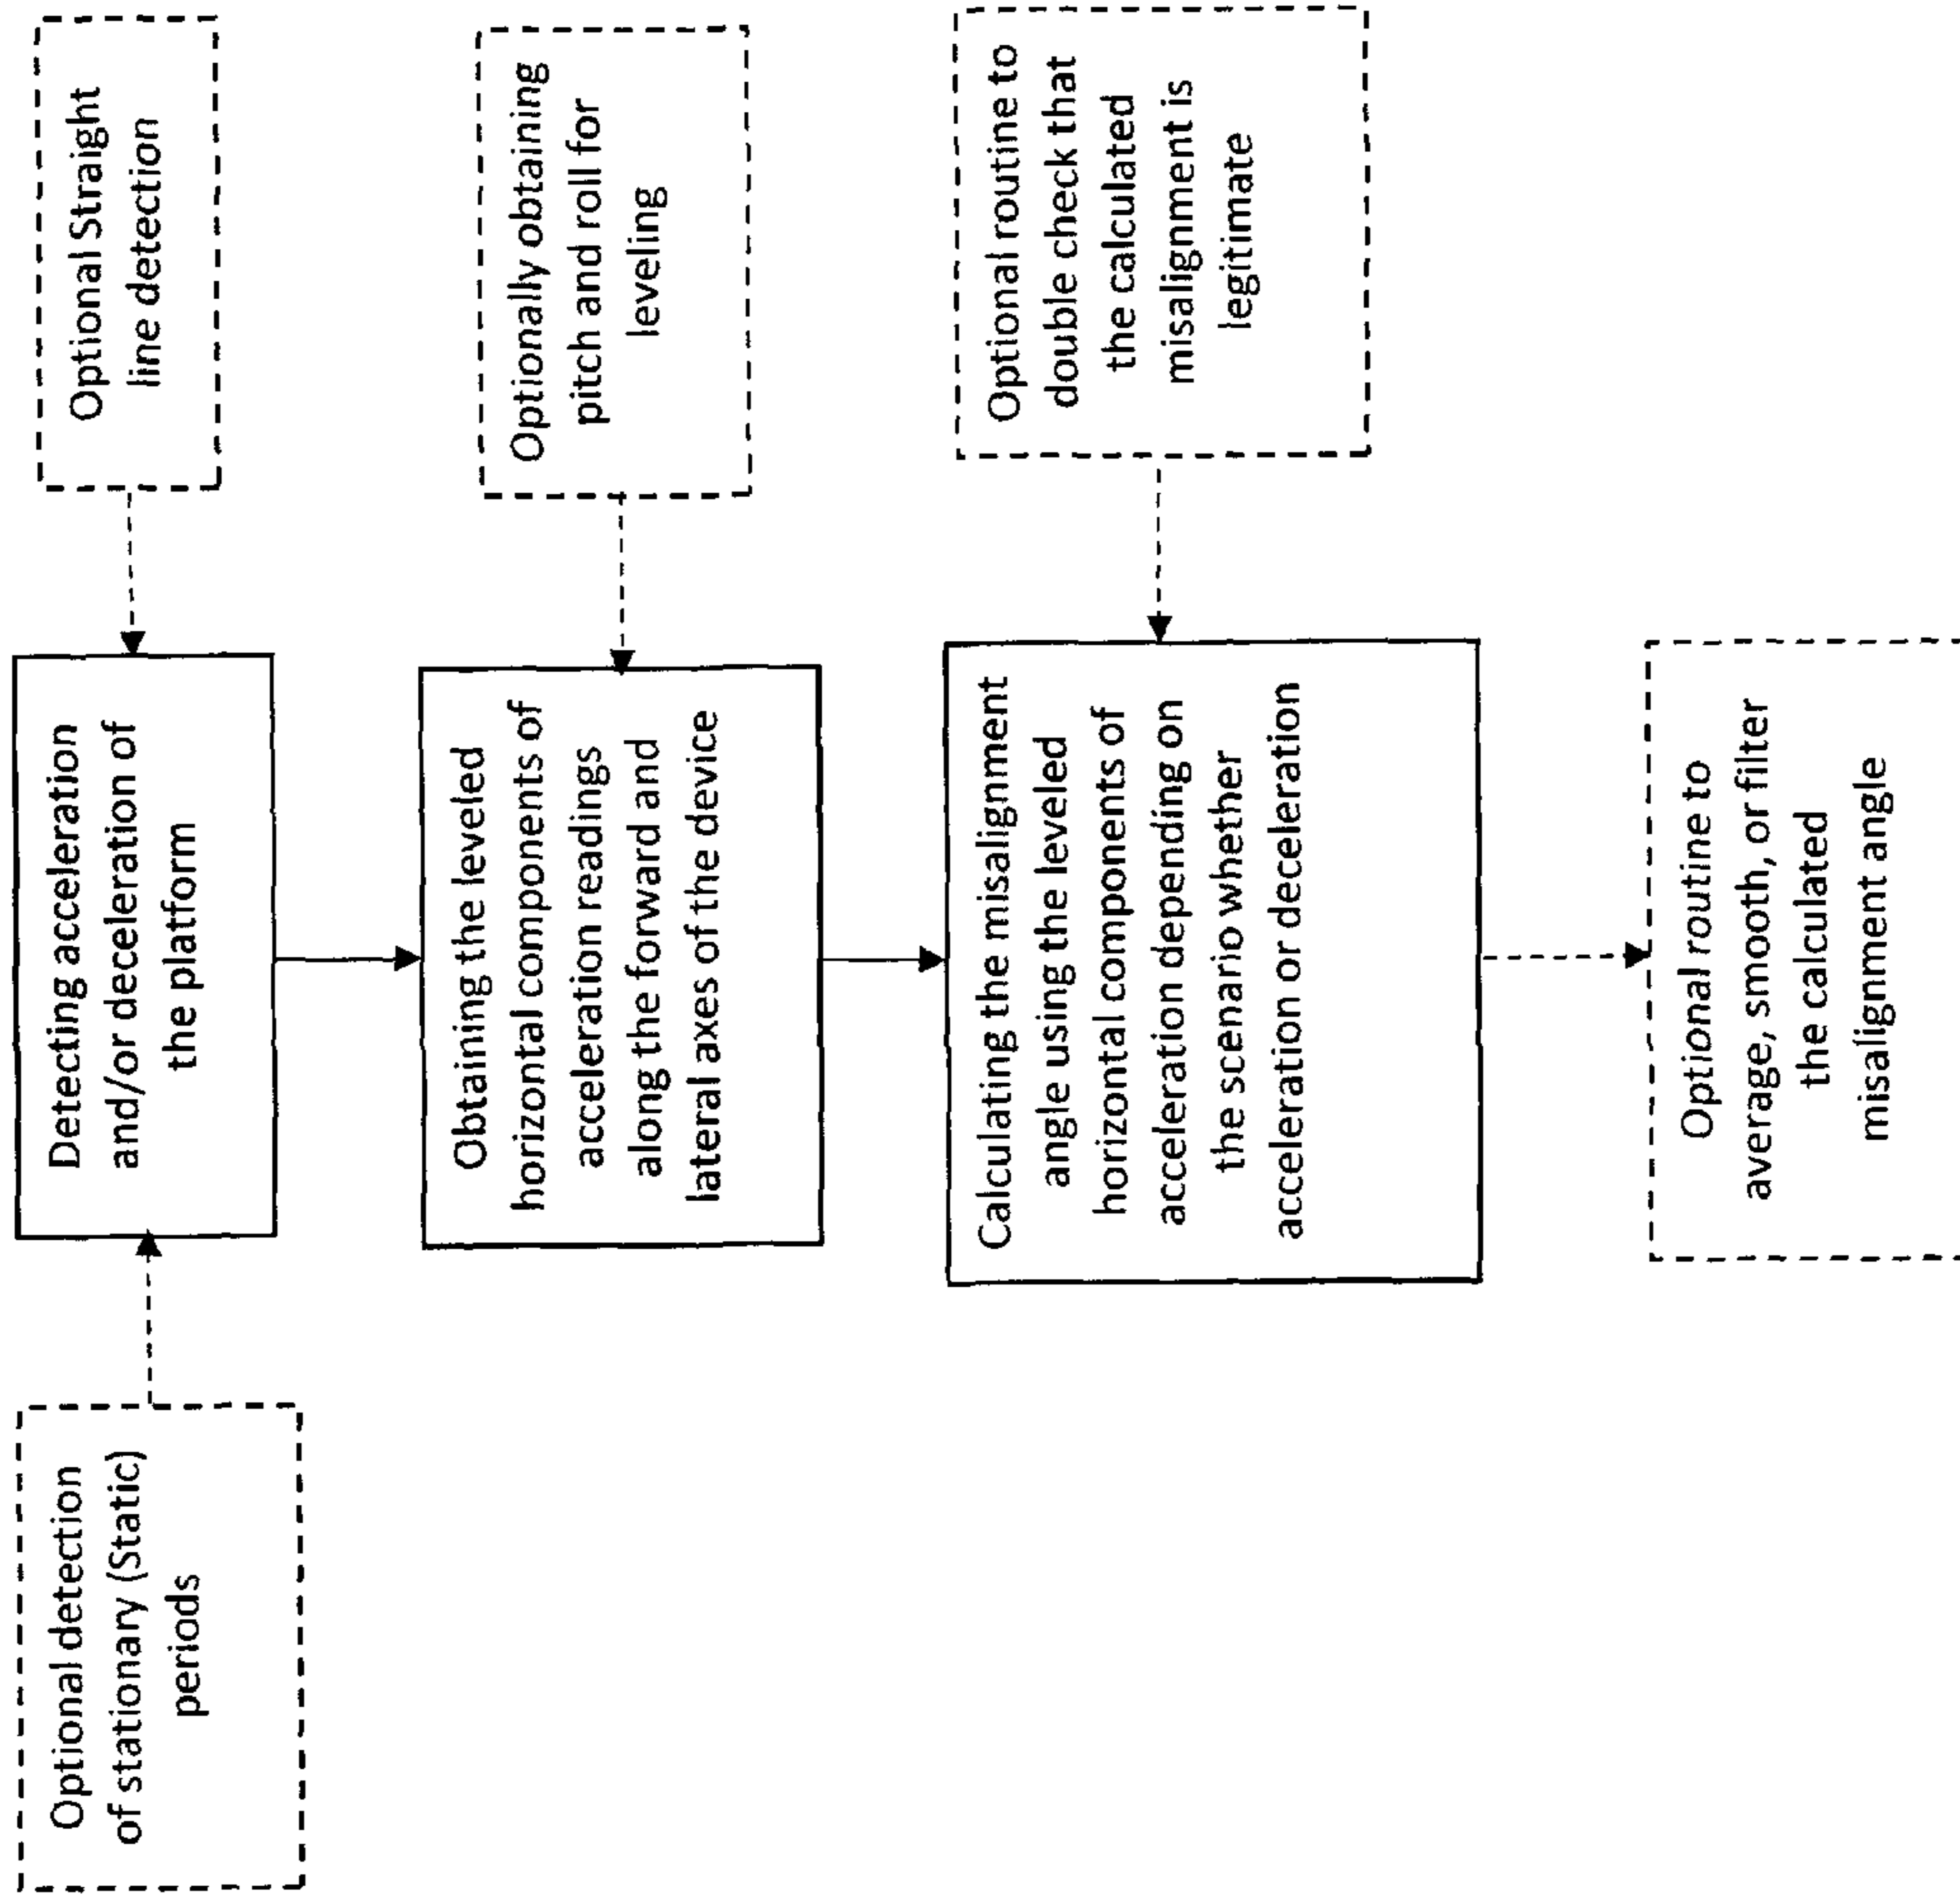 Optional detection
of stationary (Static)
periods
Detecting acceleration
and/or deceleration of
the platform
Optional Straight
line detection
Obtaining the leveled
horizontal components of
acceleration readings
along the forward and
lateral axes of the device
Optionally obtaining
pitch and roll for
leveling
Calculating the misalignment
angle using the leveled
horizontal components of
acceleration depending on
the scenario whether
acceleration or deceleration
Optional routine to
double check that
the calculated
misalignment is
legitimate
Optional routine to
average, smooth, or filter
the calculated
misalignment angle